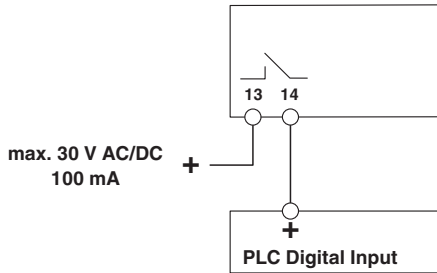 13 14
max. 30 V AC/DC +
100 mA
+
PLC Digital Input